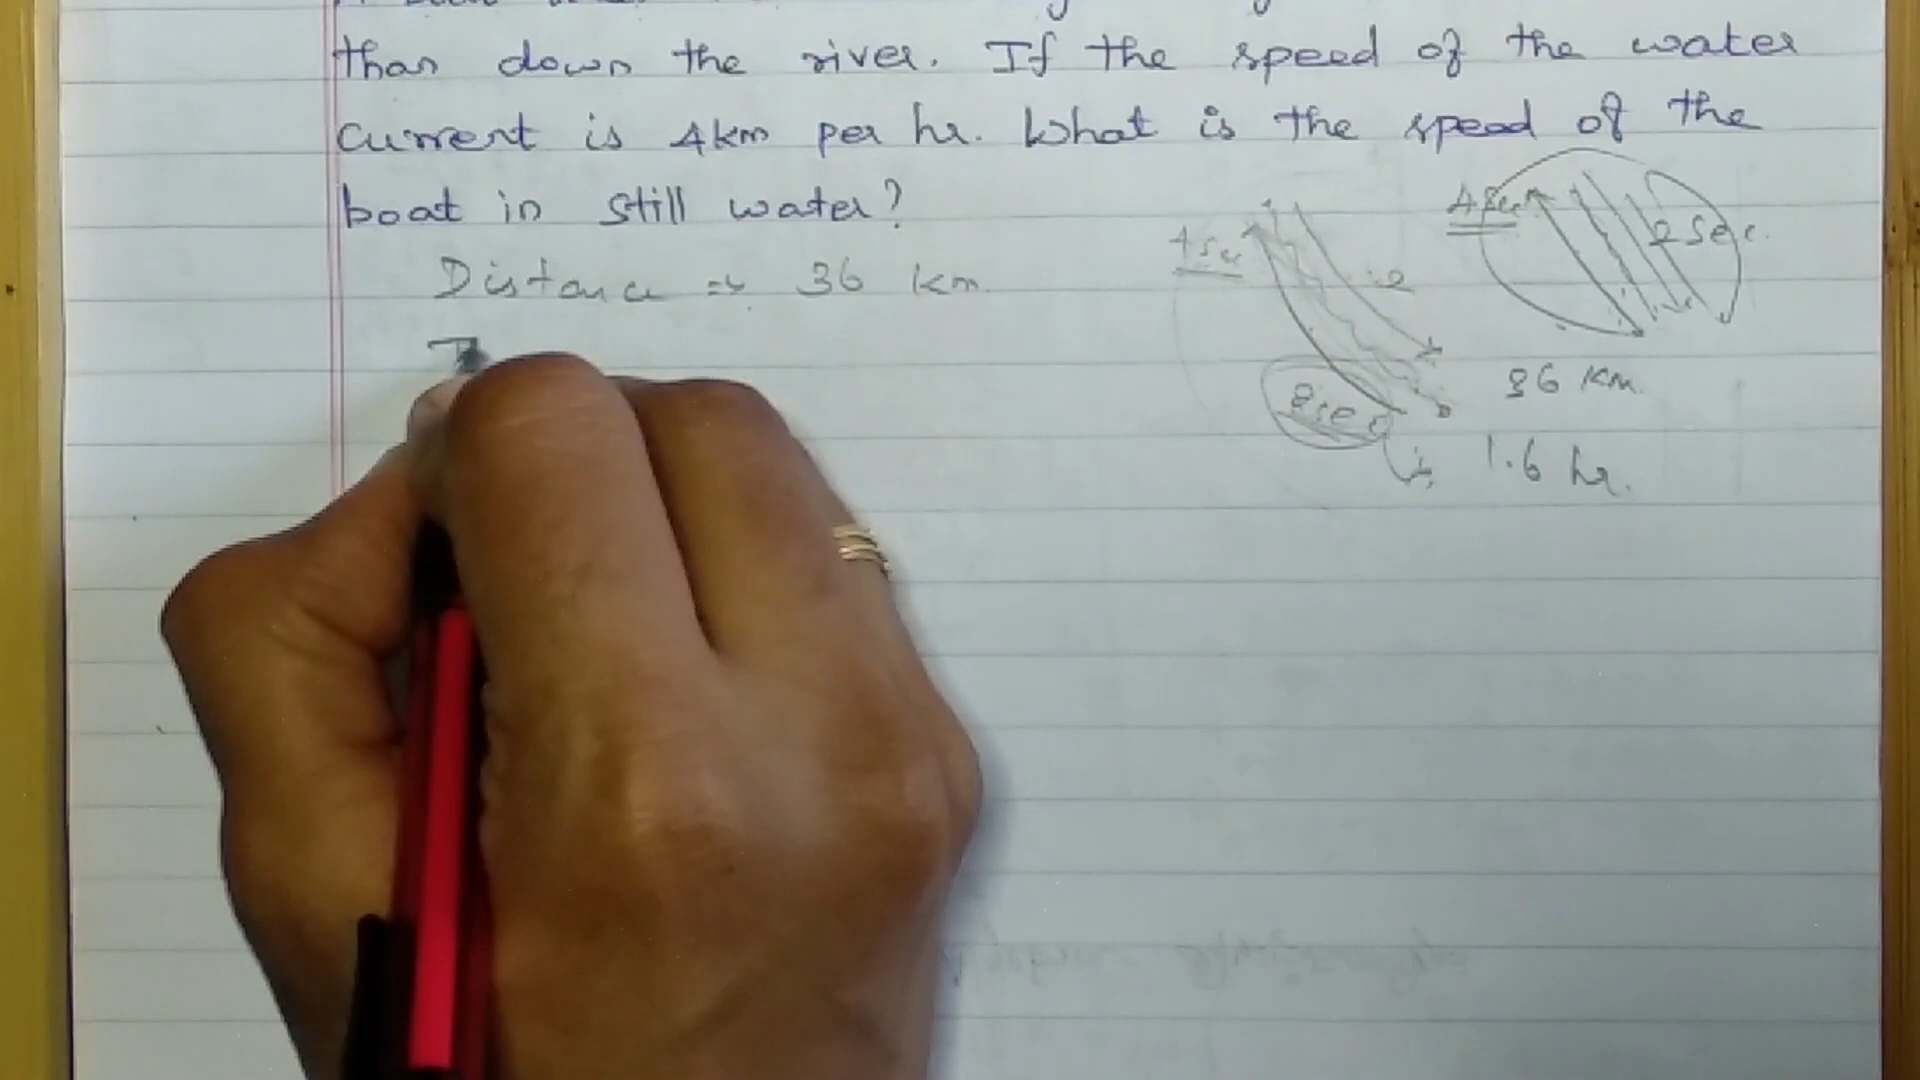 than down the river. If the speed of the water
current is 4km per hr. What is the speed of the
boat in still water?
Distance ⇒ 36 km
4 Sec
2 Sec.
4 Sec
2
36 km.
1.6 hr.